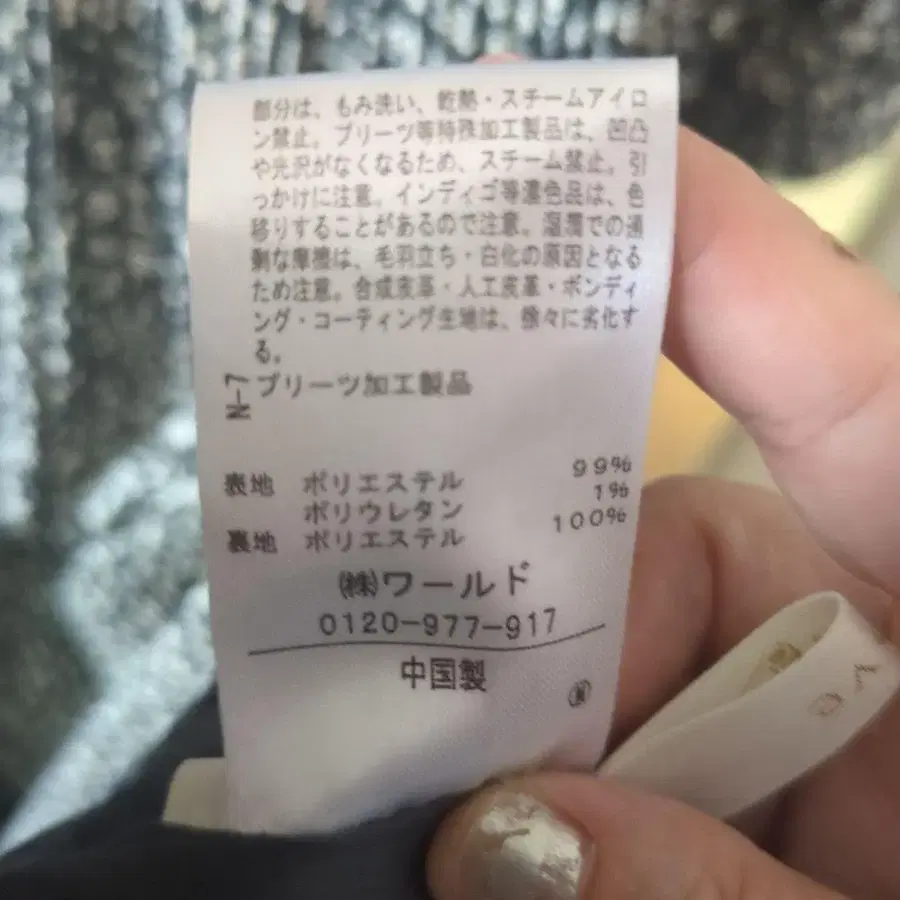 部分は、もみ洗い、乾熱・スチームアイロ
ン禁止。プリーツ等特殊加工製品は、凹凸
や光沢がなくなるため、スチーム禁止。引
っかけに注意。インディゴ等濃色品は、色
移りすることがあるので注意。湿潤での過
剰な摩擦は、毛羽立ち・白化の原因となる
ため注意。合成皮革・人工皮革・ボンディ
ング・コーティング生地は、徐々に劣化す
る。
N-7
プリーツ加工製品
表地 ポリエステル 99%
ポリウレタン 1%
裏地 ポリエステル 100%
㈱ワールド
0120-977-917
中国製